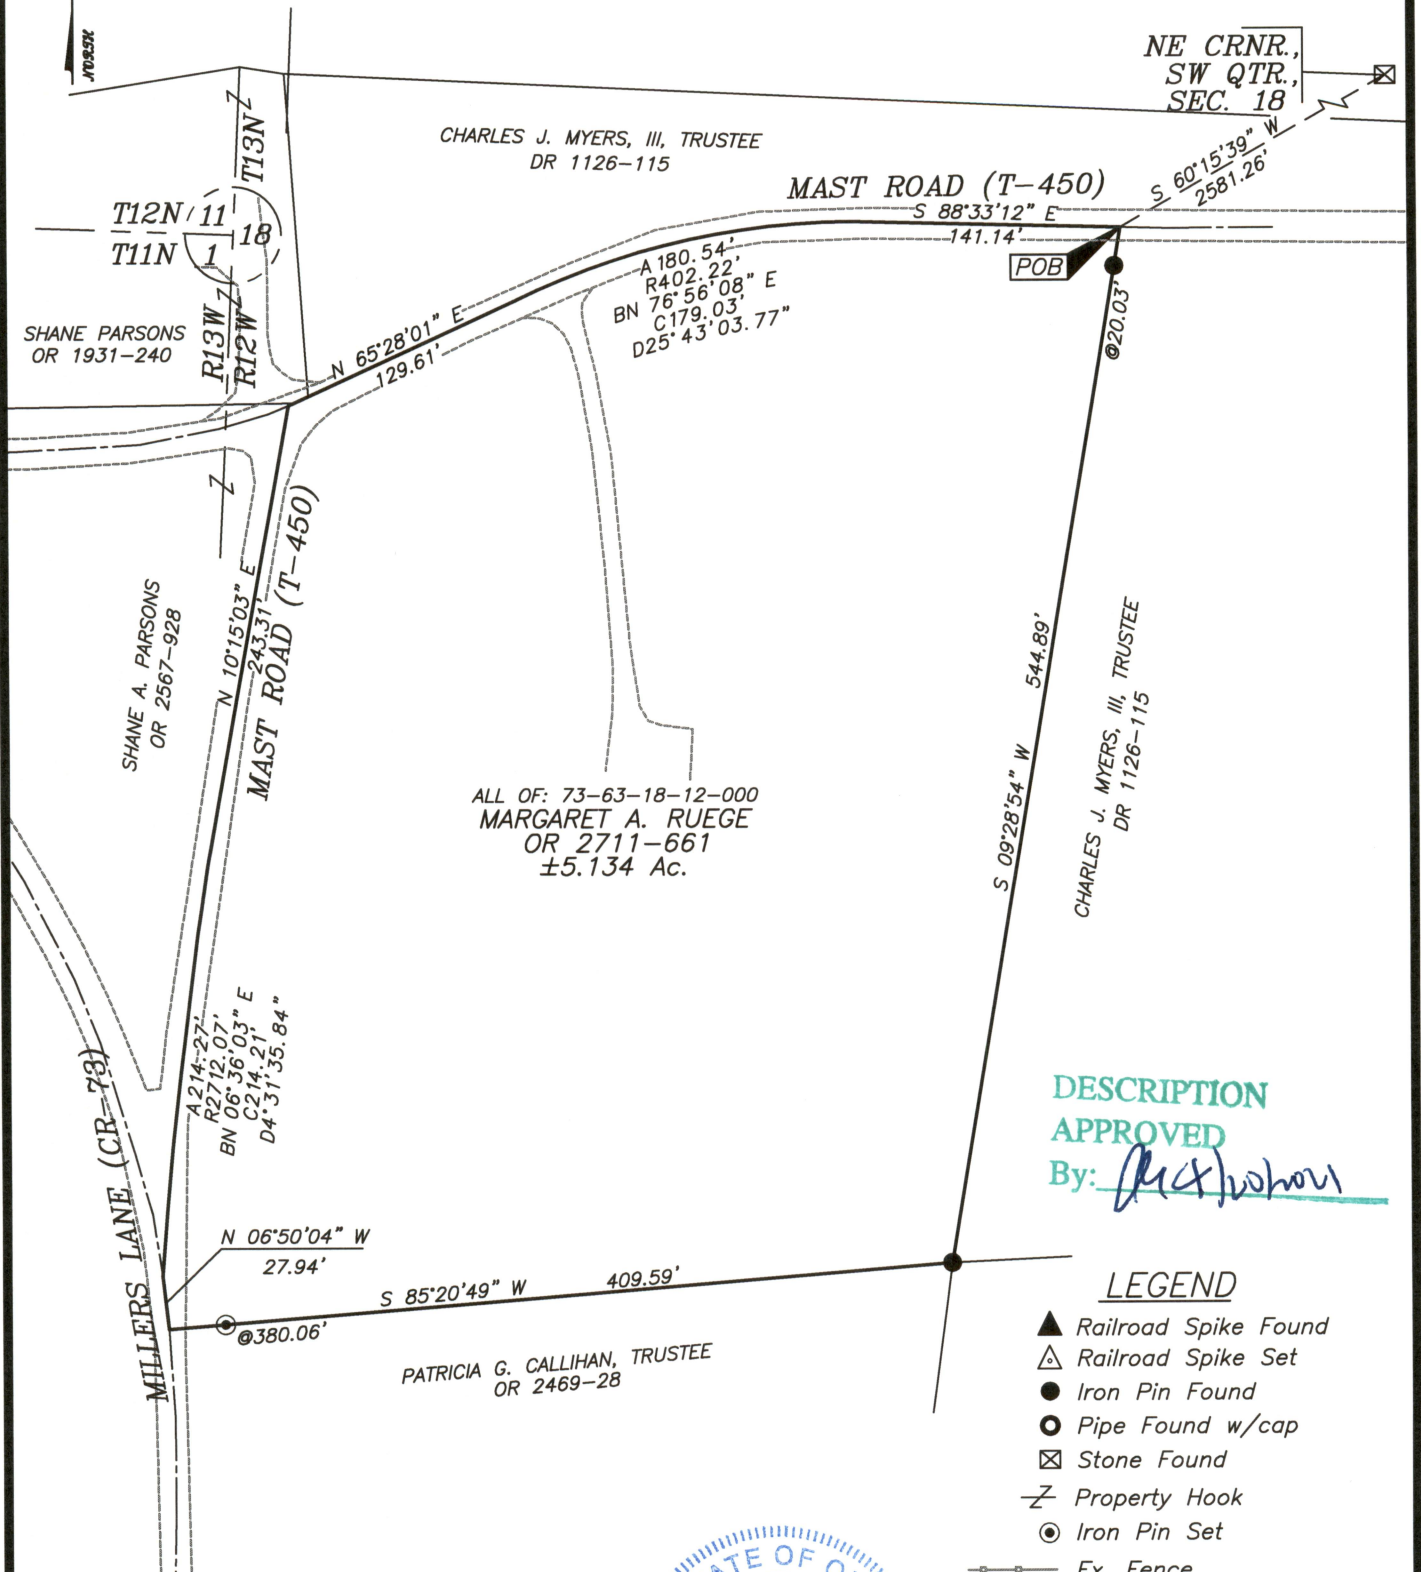 NORTH
NE CRNR.,
SW QTR.,
SEC. 18
S 60°15'39" W
2581.26'
CHARLES J. MYERS, III, TRUSTEE
DR 1126-115
MAST ROAD (T-450)
S 88°33'12" E
141.14'
POB
@20.03'
T13N
T12N 11
T11N 1
18
R13W
R12W
SHANE PARSONS
OR 1931-240
A180.54'
R402.22'
BN 76°56'08" E
C179.03'
D25°43'03.77"
N 65°28'01" E
129.61'
N 10°15'03" E
243.31'
MAST ROAD (T-450)
SHANE A. PARSONS
OR 2567-928
S 09°28'54" W 544.89'
CHARLES J. MYERS, III, TRUSTEE
DR 1126-115
ALL OF: 73-63-18-12-000
MARGARET A. RUEGE
OR 2711-661
±5.134 Ac.
A214.27'
R2712.07'
BN 06°36'03" E
C214.21'
D4°31'35.84"
MILLERS LANE (CR-73)
N 06°50'04" W
27.94'
S 85°20'49" W 409.59'
@380.06'
PATRICIA G. CALLIHAN, TRUSTEE
OR 2469-28
DESCRIPTION
APPROVED
By:
LEGEND
Railroad Spike Found
Railroad Spike Set
Iron Pin Found
Pipe Found w/cap
Stone Found
Property Hook
Iron Pin Set
Ex. Fence
ATE OF O